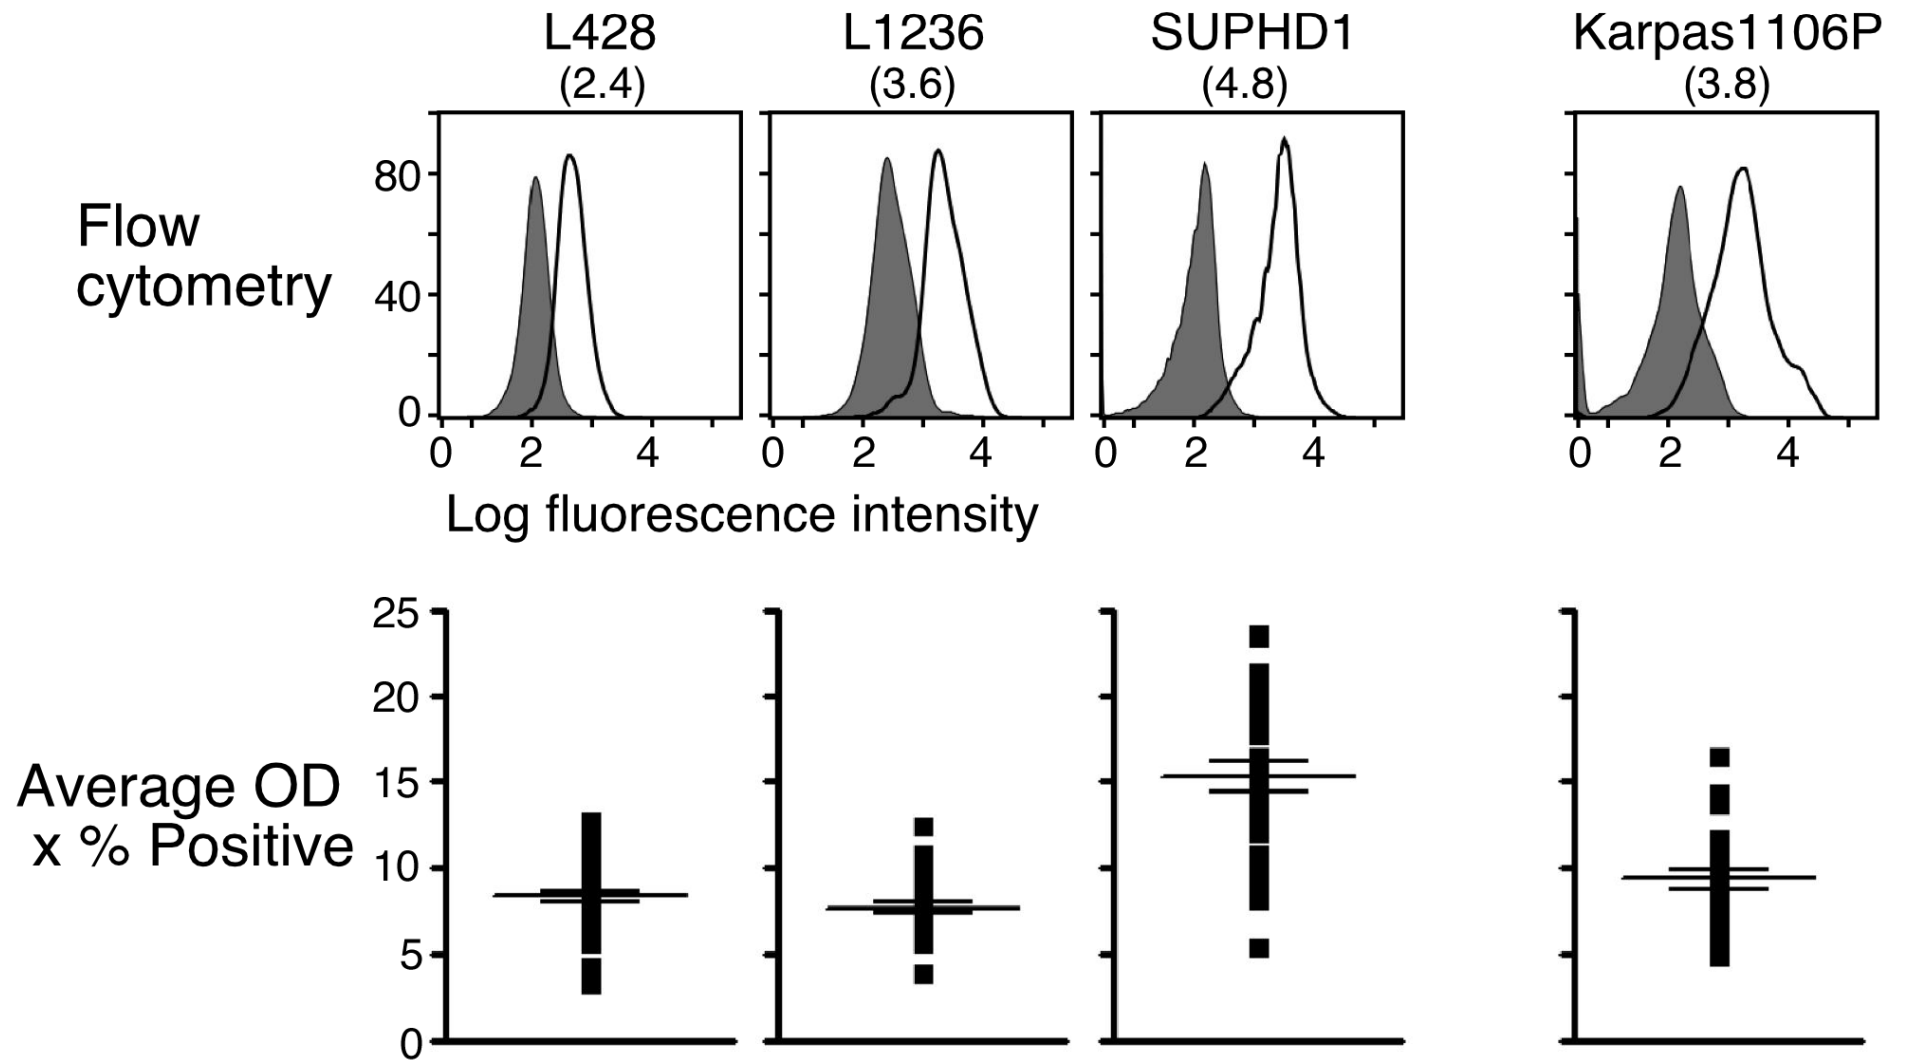 L428 L1236 SUPHD1 Karpas1106P
(2.4) (3.6) (4.8) (3.8)
80
Flow
cytometry
40
0
0 2 4 0 2 4 0 2 4 0 2 4
Log fluorescence intensity
25
20
Average OD
15
x % Positive
10
5
0